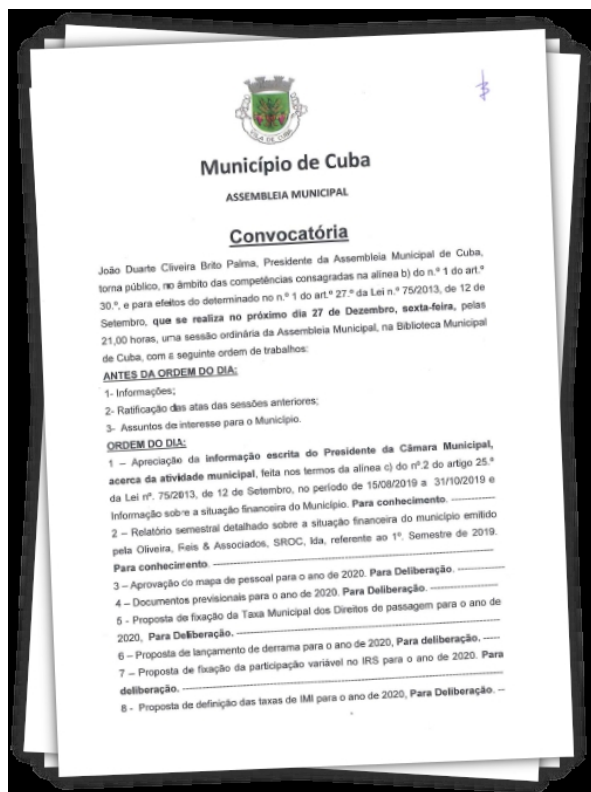 VILA DE CUBA
Município de Cuba
ASSEMBLEIA MUNICIPAL
Convocatória
João Duarte Cliveira Brito Palma, Presidente da Assembleia Municipal de Cuba,
torna público, no âmbito das competências consagradas na alínea b) do n.º 1 do art.º
30.º, e para efeitos do determinado no n.º 1 do art.º 27.º da Lei n.º 75/2013, de 12 de
Setembro, que se realiza no próximo dia 27 de Dezembro, sexta-feira, pelas
21,00 horas, uma sessão ordinária da Assembleia Municipal, na Biblioteca Municipal
de Cuba, com a seguinte ordem de trabalhos:
ANTES DA ORDEM DO DIA:
1- Informações;
2- Ratificação das atas das sessões anteriores;
3- Assuntos de interesse para o Município.
ORDEM DO DIA:
1 – Apreciação da informação escrita do Presidente da Câmara Municipal,
acerca da atividade municipal, feita nos termos da alínea c) do nº.2 do artigo 25.º
da Lei nº. 75/2013, de 12 de Setembro, no período de 15/08/2019 a 31/10/2019 e
Informação sobre a situação financeira do Município. Para conhecimento. -----------
2 – Relatório semestral detalhado sobre a situação financeira do município emitido
pela Oliveira, Reis & Associados, SROC, lda, referente ao 1º. Semestre de 2019.
Para conhecimento. ------------------------------------------------------------------------
3 – Aprovação do mapa de pessoal para o ano de 2020. Para Deliberação. ------------
4 – Documentos previsionais para o ano de 2020. Para Deliberação. ------------------
5 - Proposta de fixação da Taxa Municipal dos Direitos de passagem para o ano de
2020, Para Deliberação. --------------------------------------------------------------------
6 – Proposta de lançamento de derrama para o ano de 2020, Para deliberação. -----
7 – Proposta de fixação da participação variável no IRS para o ano de 2020. Para
deliberação. ---------------------------------------------------------------------------------
8 - Proposta de definição das taxas de IMI para o ano de 2020, Para Deliberação. --